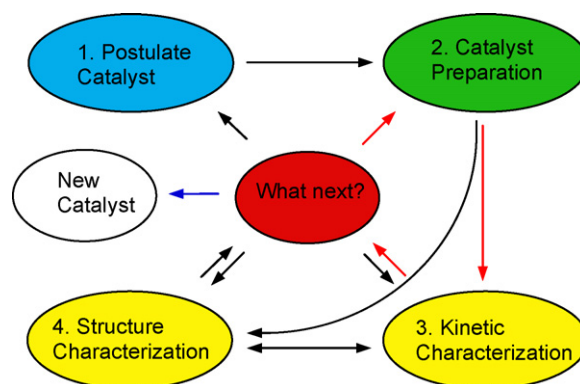 1. Postulate
Catalyst
2. Catalyst
Preparation
New
Catalyst
What next?
4. Structure
Characterization
3. Kinetic
Characterization